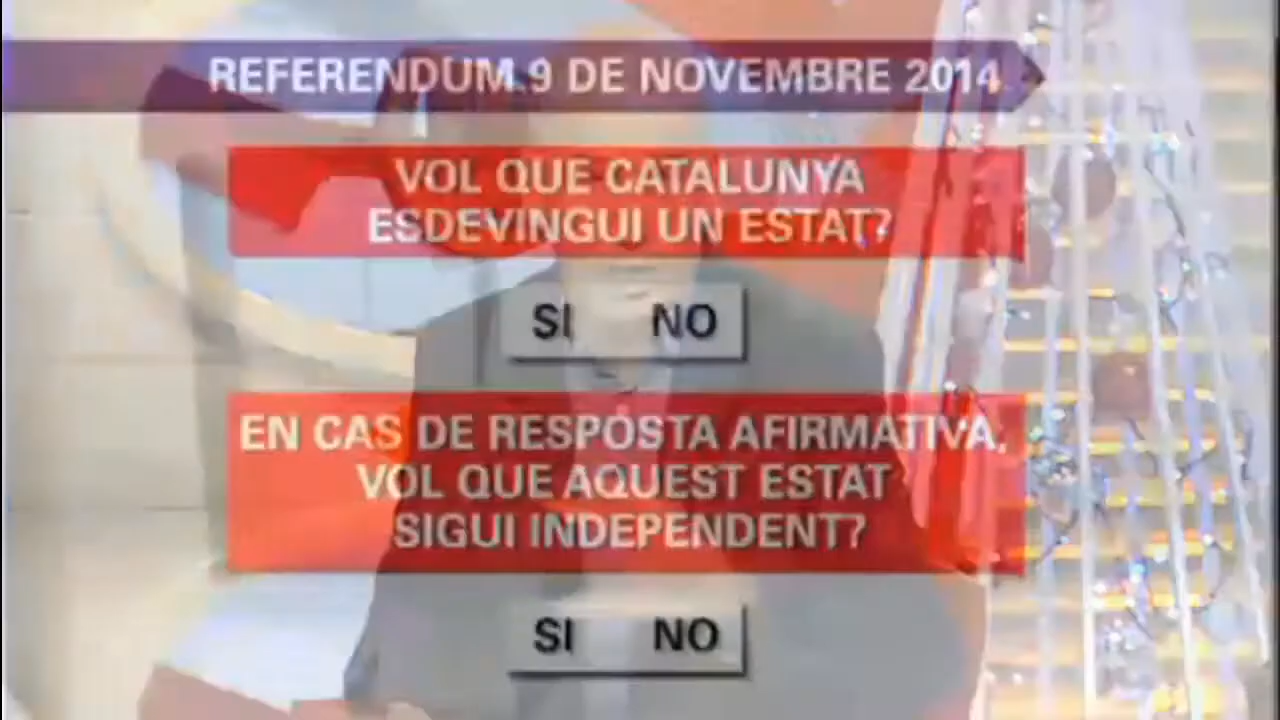 REFERENDUM 9 DE NOVEMBRE 2014
VOL QUE CATALUNYA
ESDEVINGUI UN ESTAT?
SI NO
EN CAS DE RESPOSTA AFIRMATIVA,
VOL QUE AQUEST ESTAT
SIGUI INDEPENDENT?
SI NO